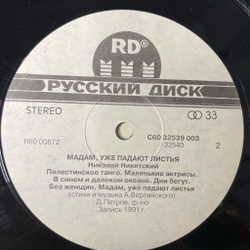 RD®
РУССКИЙ ДИСК
STEREO
33
R60 00872
С60 32539 003
32540
2
МАДАМ, УЖЕ ПАДАЮТ ЛИСТЬЯ
Николай Никитский
Палестинское танго. Маленькие актрисы.
В синем и далеком океане. Дни бегут.
Без женщин. Мадам, уже падают листья
(стихи и музыка А.Вертинского)
Д.Петров, ф-но
Запись 1991 г.